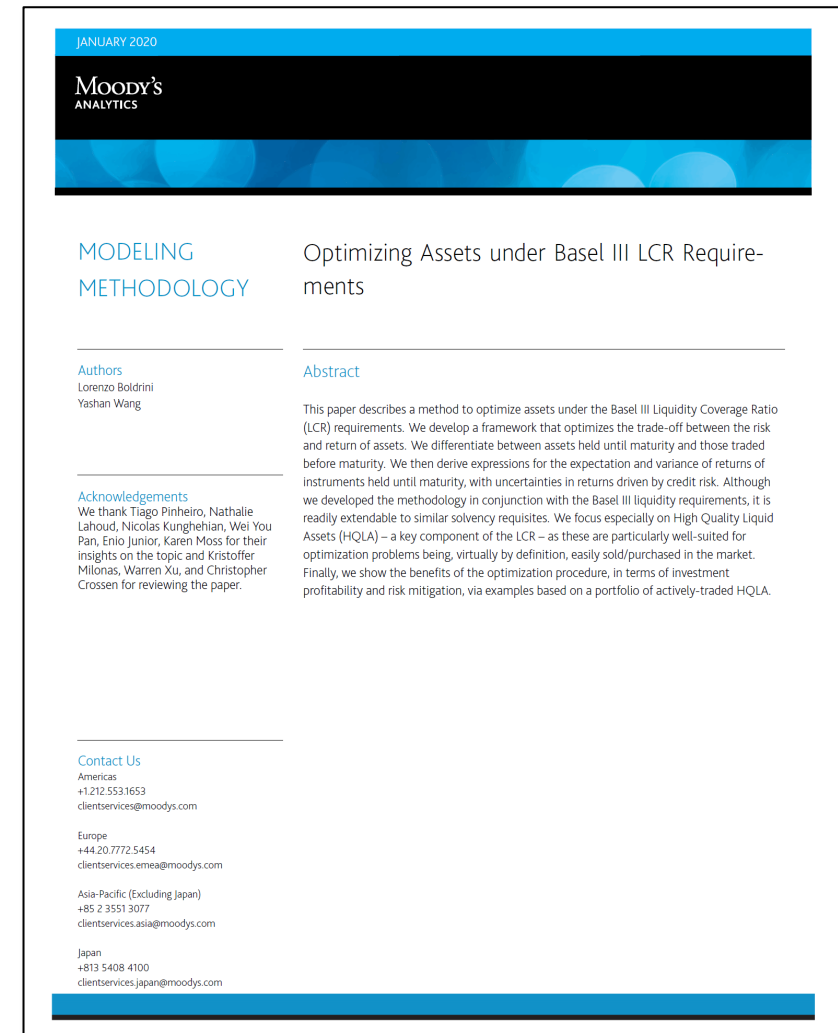 JANUARY 2020
MOODY'S
ANALYTICS
MODELING
METHODOLOGY
Optimizing Assets under Basel III LCR Require-
ments
Authors
Lorenzo Boldrini
Yashan Wang
Acknowledgements
We thank Tiago Pinheiro, Nathalie
Lahoud, Nicolas Kunghehian, Wei You
Pan, Enio Junior, Karen Moss for their
insights on the topic and Kristoffer
Milonas, Warren Xu, and Christopher
Crossen for reviewing the paper.
Abstract
This paper describes a method to optimize assets under the Basel III Liquidity Coverage Ratio
(LCR) requirements. We develop a framework that optimizes the trade-off between the risk
and return of assets. We differentiate between assets held until maturity and those traded
before maturity. We then derive expressions for the expectation and variance of returns of
instruments held until maturity, with uncertainties in returns driven by credit risk. Although
we developed the methodology in conjunction with the Basel III liquidity requirements, it is
readily extendable to similar solvency requisites. We focus especially on High Quality Liquid
Assets (HQLA) – a key component of the LCR – as these are particularly well-suited for
optimization problems being, virtually by definition, easily sold/purchased in the market.
Finally, we show the benefits of the optimization procedure, in terms of investment
profitability and risk mitigation, via examples based on a portfolio of actively-traded HQLA.
Contact Us
Americas
+1.212.553.1653
clientservices@moodys.com
Europe
+44.20.7772.5454
clientservices.emea@moodys.com
Asia-Pacific (Excluding Japan)
+85 2 3551 3077
clientservices.asia@moodys.com
Japan
+813 5408 4100
clientservices.japan@moodys.com